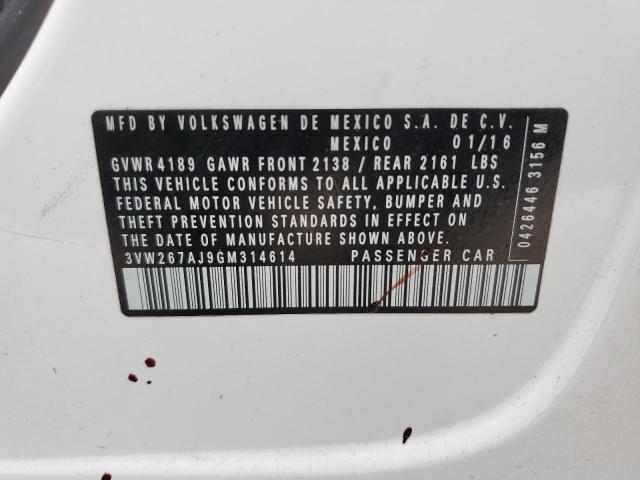 MFD BY VOLKSWAGEN DE MEXICO S.A. DE C.V.
MEXICO 01/16
GVWR 4189 GAWR FRONT 2138 / REAR 2161 LBS
THIS VEHICLE CONFORMS TO ALL APPLICABLE U.S.
FEDERAL MOTOR VEHICLE SAFETY, BUMPER AND
THEFT PREVENTION STANDARDS IN EFFECT ON
THE DATE OF MANUFACTURE SHOWN ABOVE.
3VW267AJ9GM314614 PASSENGER CAR
0426446 3156 M